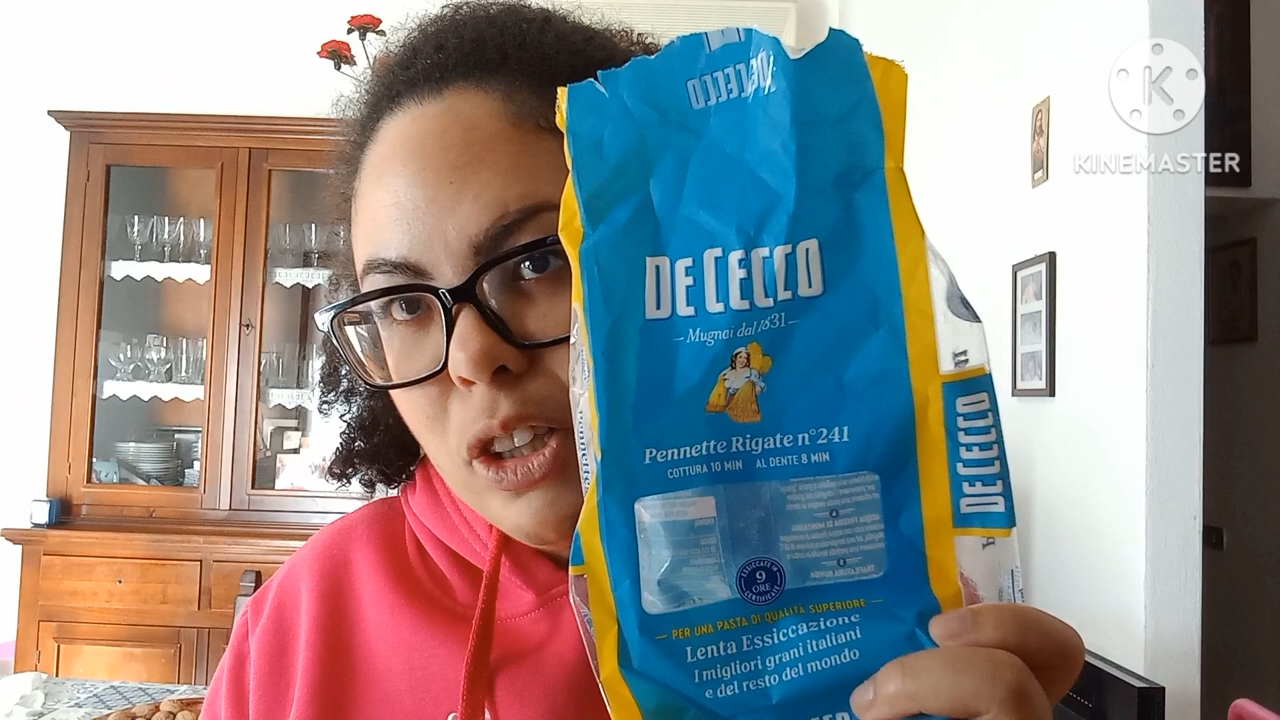 DE CECCO
DE CECCO
Mugnai dal 1831
Pennette Rigate n°241
COTTURA 10 MIN AL DENTE 8 MIN
ESSICCATE IN
9
ORE
CERTIFICATE
PER UNA PASTA DI QUALITÀ SUPERIORE
Lenta Essiccazione
I migliori grani italiani
e del resto del mondo
DE CECCO
K
KINEMASTER